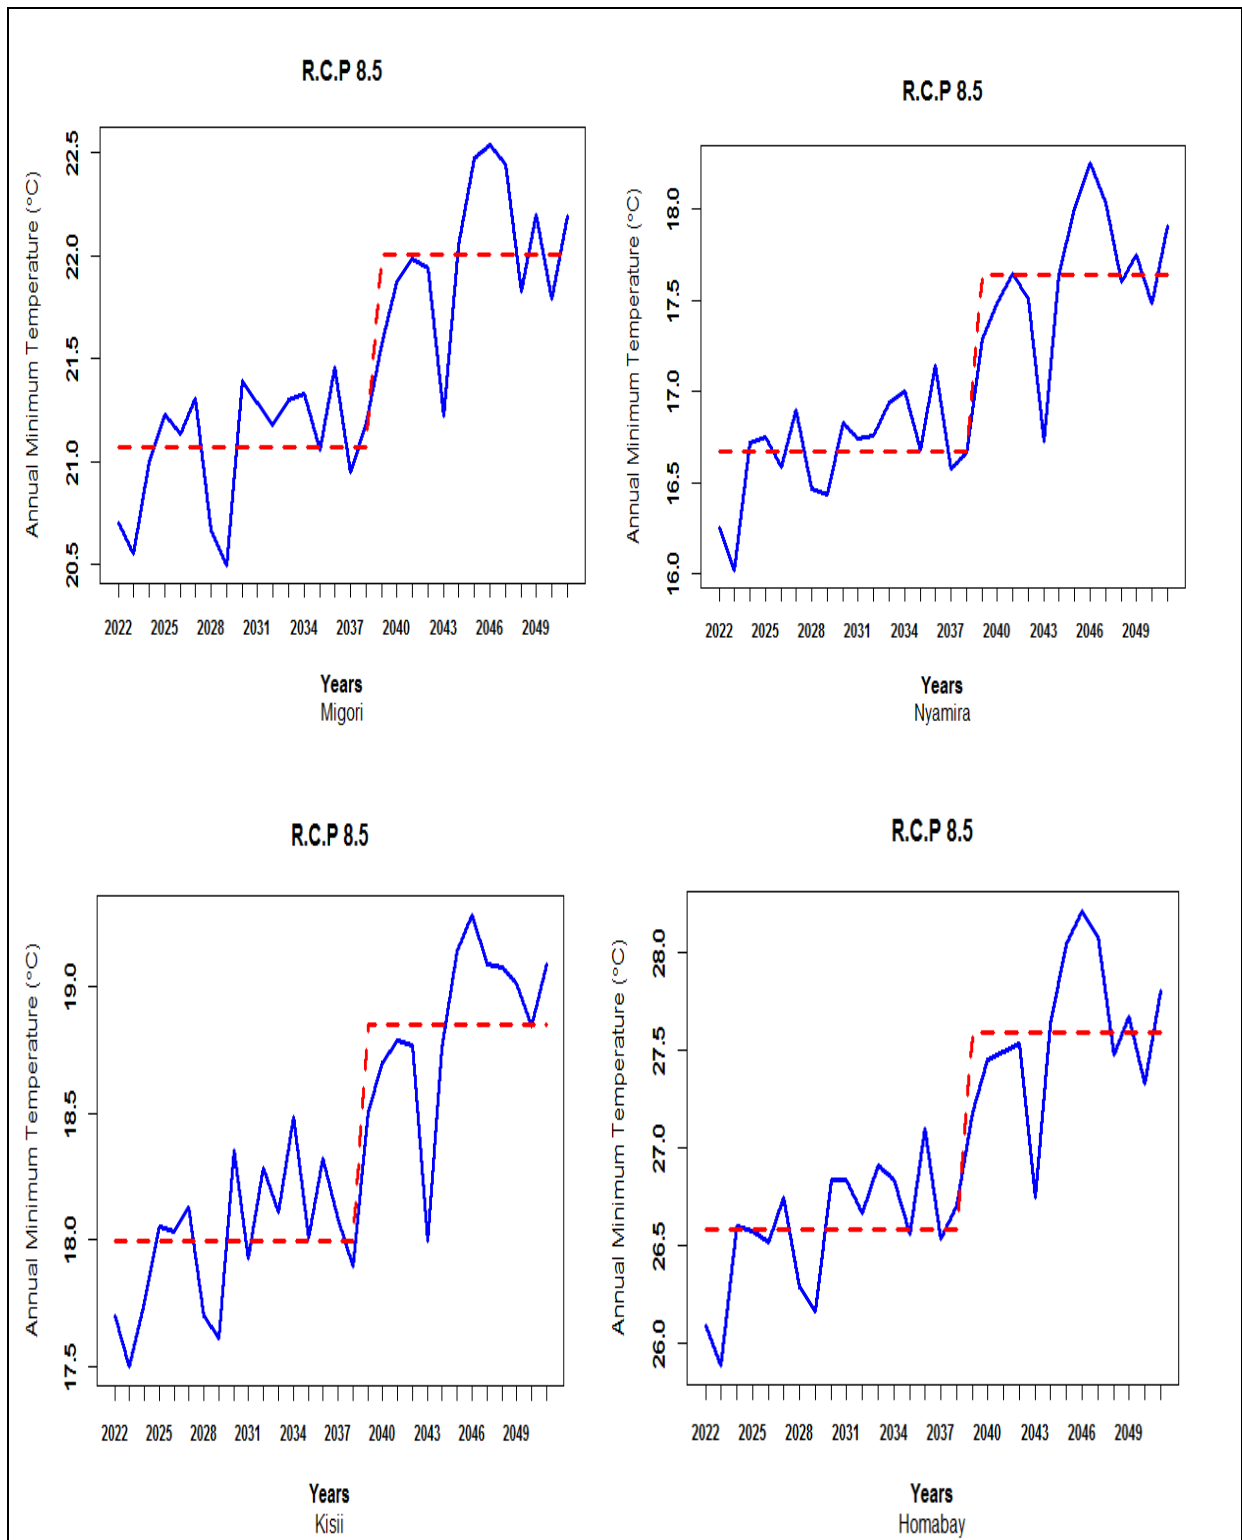 R.C.P 8.5
Annual Minimum Temperature (°C)
22.5
22.0
21.5
21.0
20.5
2022 2025 2028 2031 2034 2037 2040 2043 2046 2049
Years
Migori
R.C.P 8.5
Annual Minimum Temperature (°C)
18.0
17.5
17.0
16.5
16.0
2022 2025 2028 2031 2034 2037 2040 2043 2046 2049
Years
Nyamira
R.C.P 8.5
Annual Minimum Temperature (°C)
19.0
18.5
18.0
17.5
2022 2025 2028 2031 2034 2037 2040 2043 2046 2049
Years
Kisii
R.C.P 8.5
Annual Minimum Temperature (°C)
28.0
27.5
27.0
26.5
26.0
2022 2025 2028 2031 2034 2037 2040 2043 2046 2049
Years
Homabay